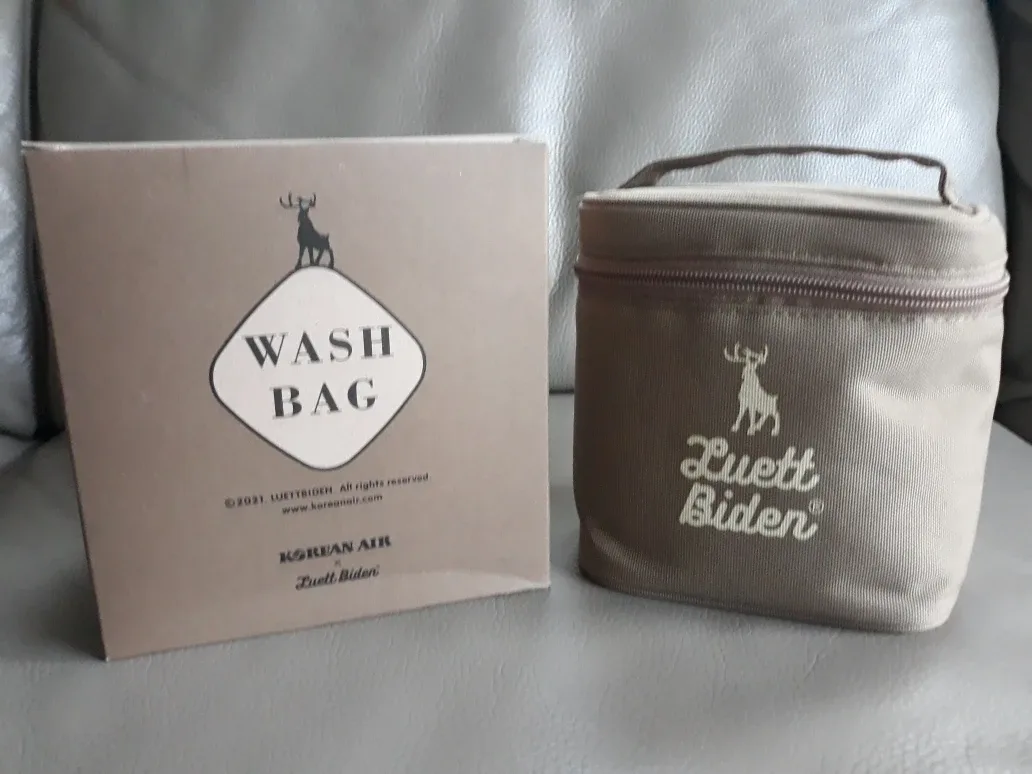 WASH
BAG
©2021 LUETTBIDEN All rights reserved
www.koreanair.com
KOREAN AIR
×
Luett Biden®
Luett
Biden®